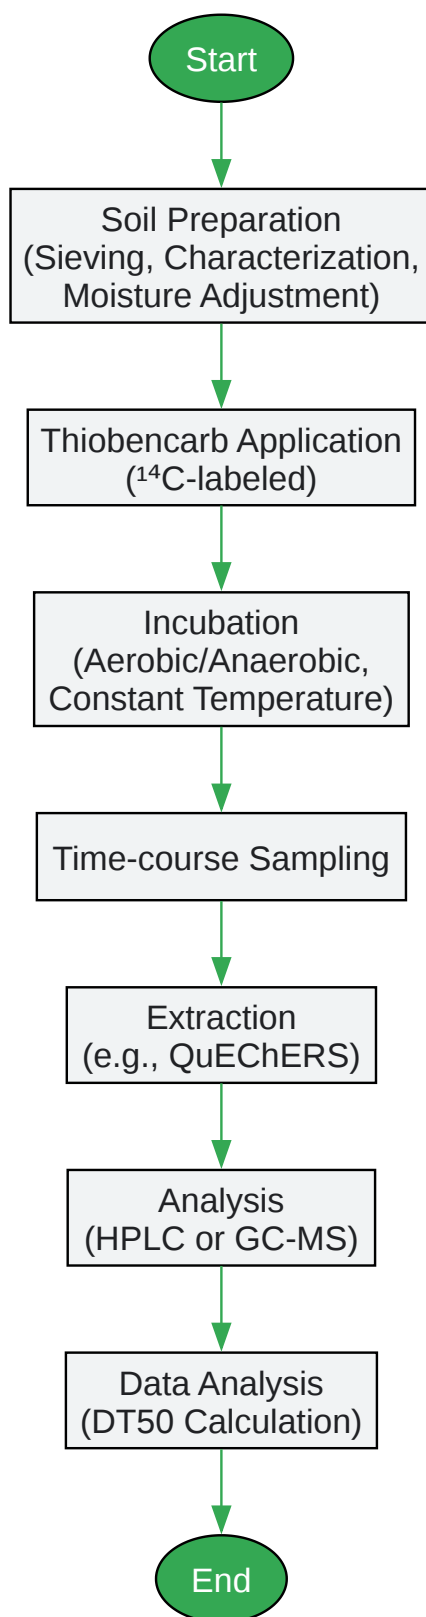 Start
Soil Preparation
(Sieving, Characterization,
Moisture Adjustment)
Thiobencarb Application
(¹⁴C-labeled)
Incubation
(Aerobic/Anaerobic,
Constant Temperature)
Time-course Sampling
Extraction
(e.g., QuEChERS)
Analysis
(HPLC or GC-MS)
Data Analysis
(DT50 Calculation)
End